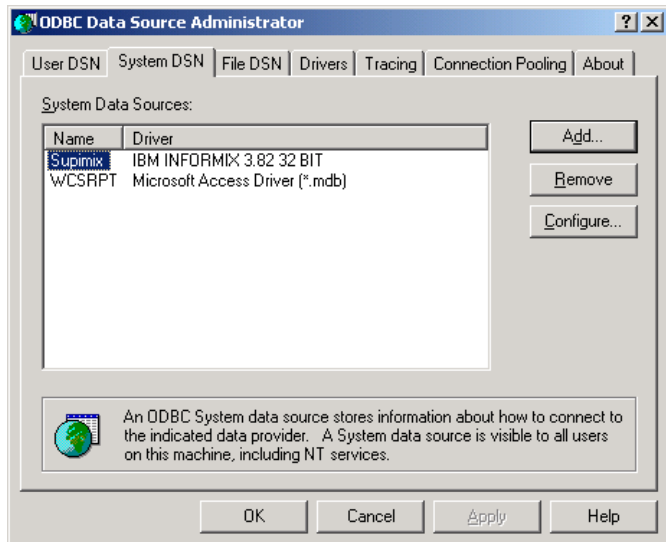 ODBC Data Source Administrator
User DSN System DSN File DSN Drivers Tracing Connection Pooling About
System Data Sources:
Name Driver
Supimix IBM INFORMIX 3.82 32 BIT
WCSRPT Microsoft Access Driver (*.mdb)
Add...
Remove
Configure...
An ODBC System data source stores information about how to connect to
the indicated data provider. A System data source is visible to all users
on this machine, including NT services.
OK Cancel Apply Help